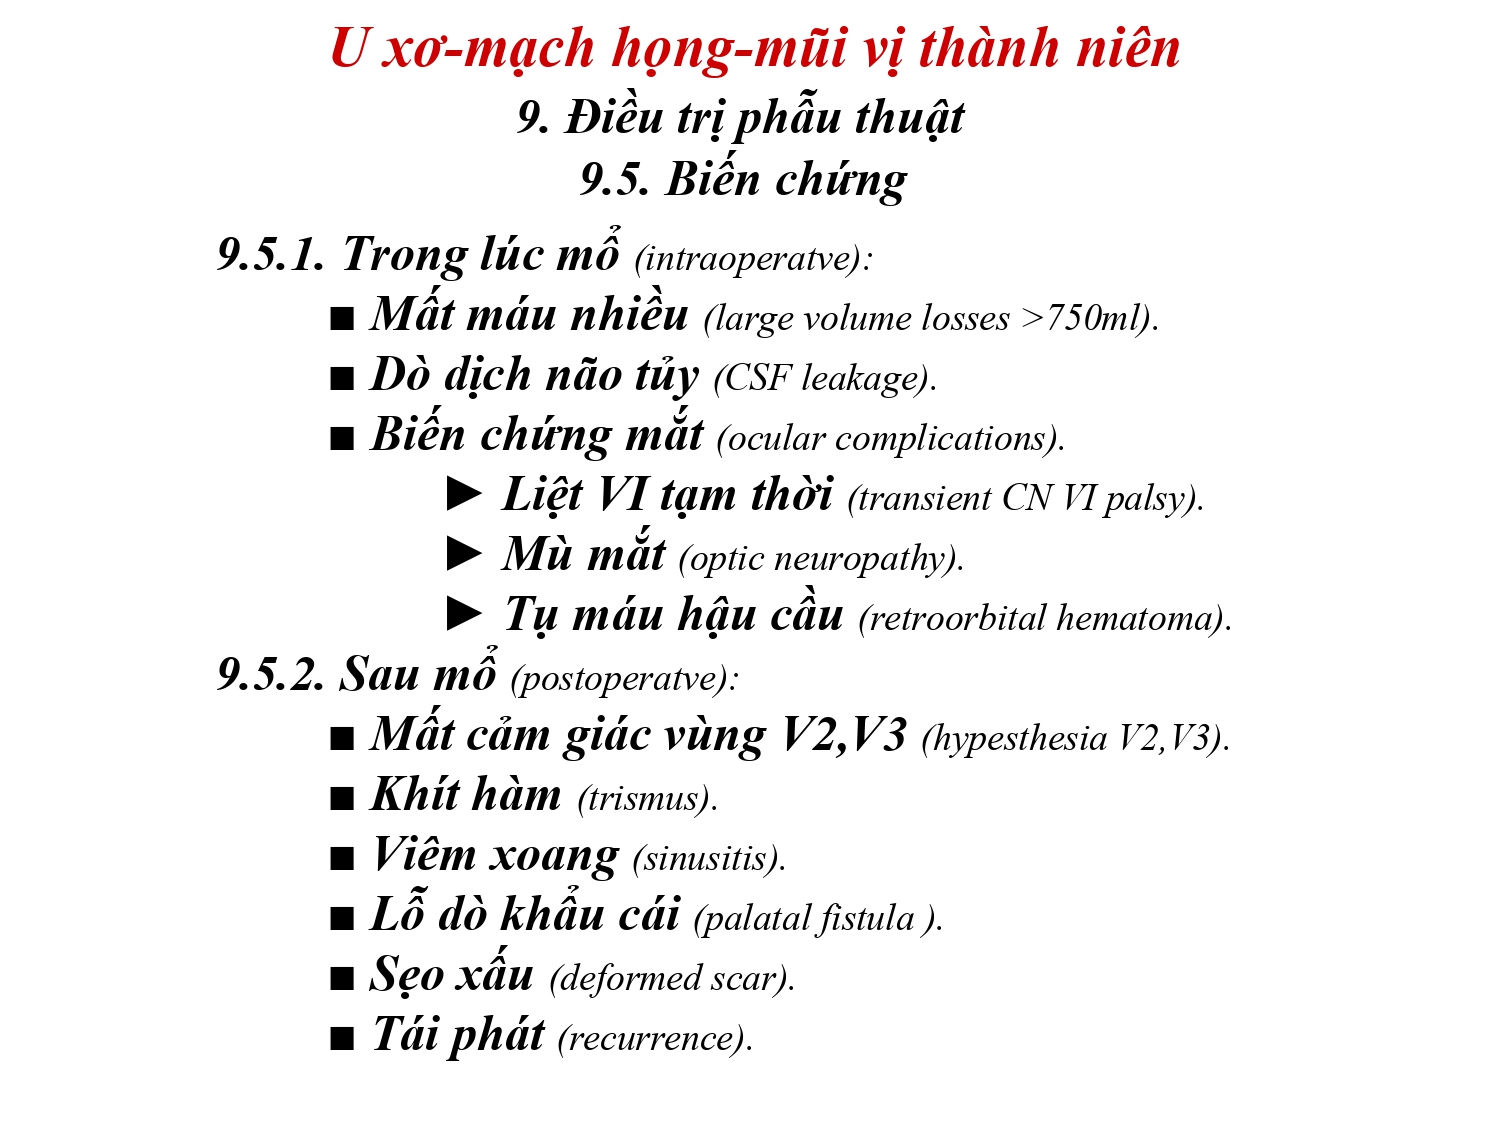 U xơ-mạch họng-mũi vị thành niên
9. Điều trị phẫu thuật
9.5. Biến chứng
9.5.1. Trong lúc mổ (intraoperatve):
■ Mất máu nhiều (large volume losses >750ml).
■ Dò dịch não tủy (CSF leakage).
■ Biến chứng mắt (ocular complications).
► Liệt VI tạm thời (transient CN VI palsy).
► Mù mắt (optic neuropathy).
► Tụ máu hậu cầu (retroorbital hematoma).
9.5.2. Sau mổ (postoperatve):
■ Mất cảm giác vùng V2,V3 (hypesthesia V2,V3).
■ Khít hàm (trismus).
■ Viêm xoang (sinusitis).
■ Lỗ dò khẩu cái (palatal fistula ).
■ Sẹo xấu (deformed scar).
■ Tái phát (recurrence).